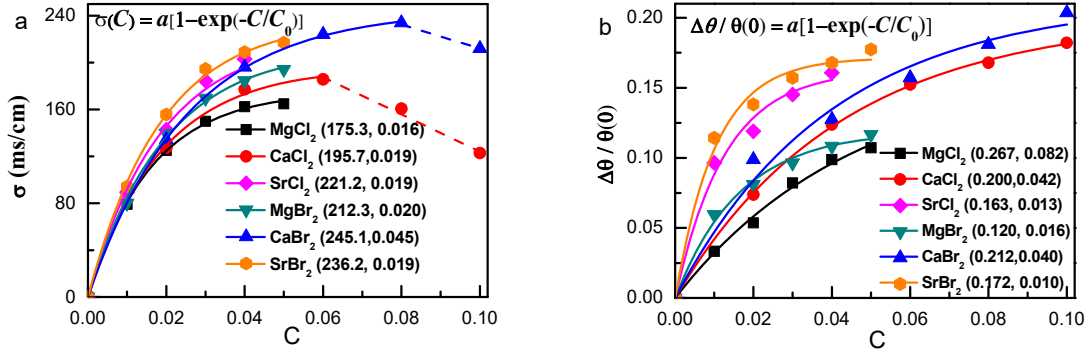 a
σ(C) = a[1-exp(-C/C₀)]
240
160
80
0
σ (ms/cm)
MgCl₂ (175.3, 0.016)
CaCl₂ (195.7,0.019)
SrCl₂ (221.2, 0.019)
MgBr₂ (212.3, 0.020)
CaBr₂ (245.1,0.045)
SrBr₂ (236.2, 0.019)
0.00 0.02 0.04 0.06 0.08 0.10
C
b
Δθ / θ(0) = a[1-exp(-C/C₀)]
0.20
0.15
0.10
0.05
0.00
Δθ / θ(0)
MgCl₂ (0.267, 0.082)
CaCl₂ (0.200,0.042)
SrCl₂ (0.163, 0.013)
MgBr₂ (0.120, 0.016)
CaBr₂ (0.212,0.040)
SrBr₂ (0.172, 0.010)
0.00 0.02 0.04 0.06 0.08 0.10
C